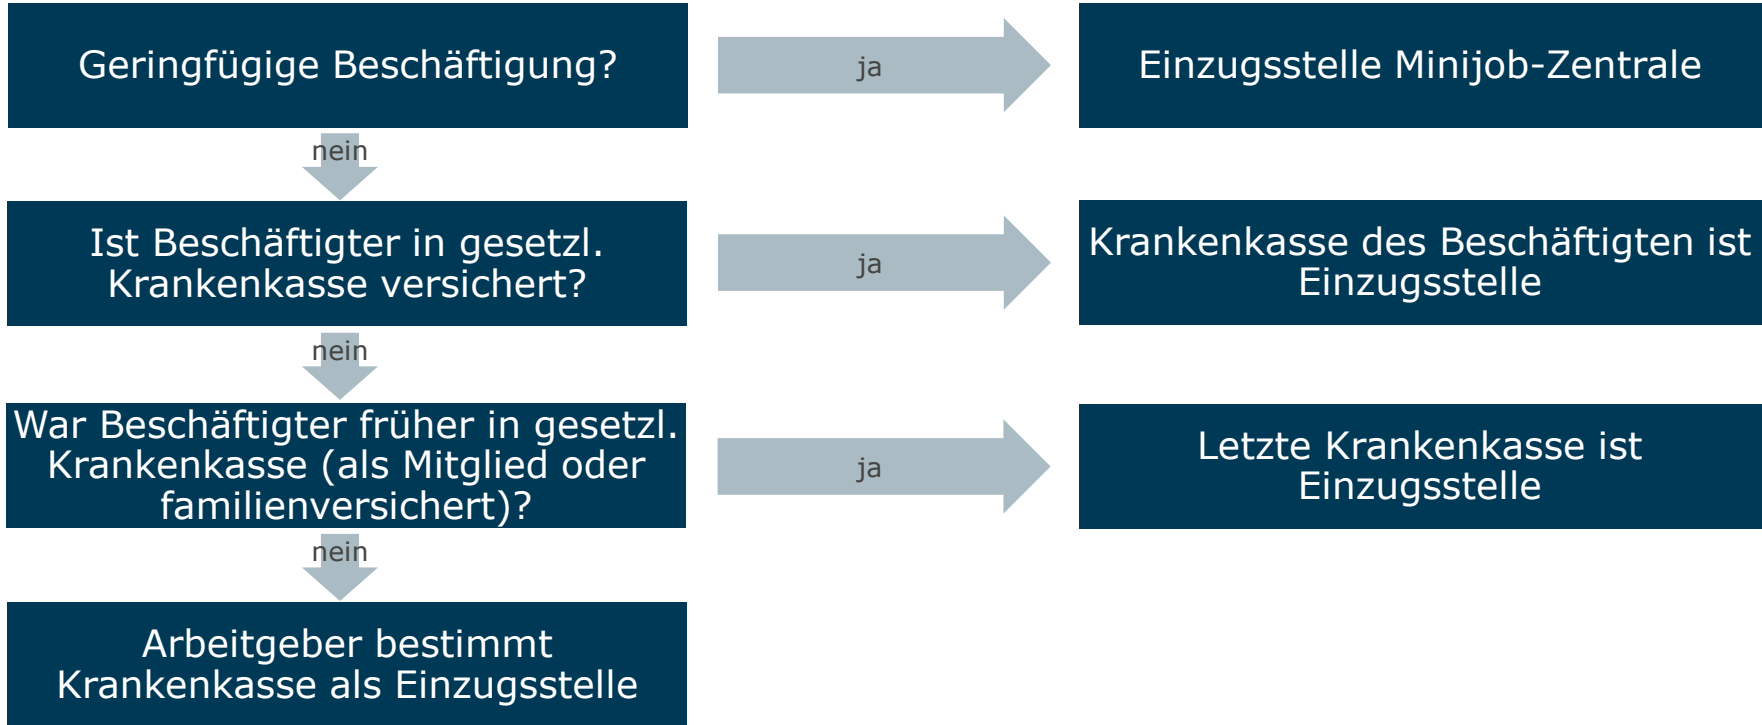 Geringfügige Beschäftigung?
ja
Einzugsstelle Minijob-Zentrale
nein
Ist Beschäftigter in gesetzl.
Krankenkasse versichert?
ja
Krankenkasse des Beschäftigten ist
Einzugsstelle
nein
War Beschäftigter früher in gesetzl.
Krankenkasse (als Mitglied oder
familienversichert)?
ja
Letzte Krankenkasse ist
Einzugsstelle
nein
Arbeitgeber bestimmt
Krankenkasse als Einzugsstelle